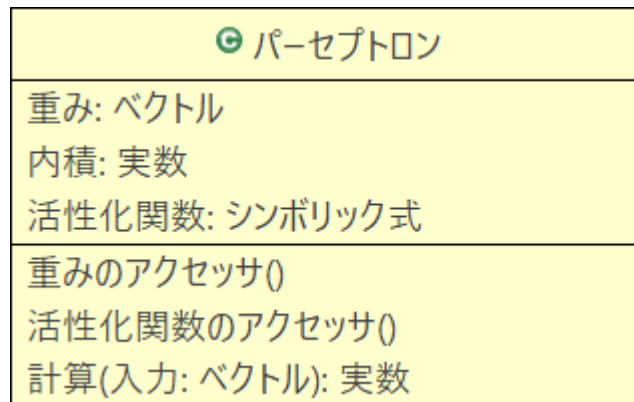 C パーセプトロン
重み: ベクトル
内積: 実数
活性化関数: シンボリック式
重みのアクセッサ()
活性化関数のアクセッサ()
計算(入力: ベクトル): 実数